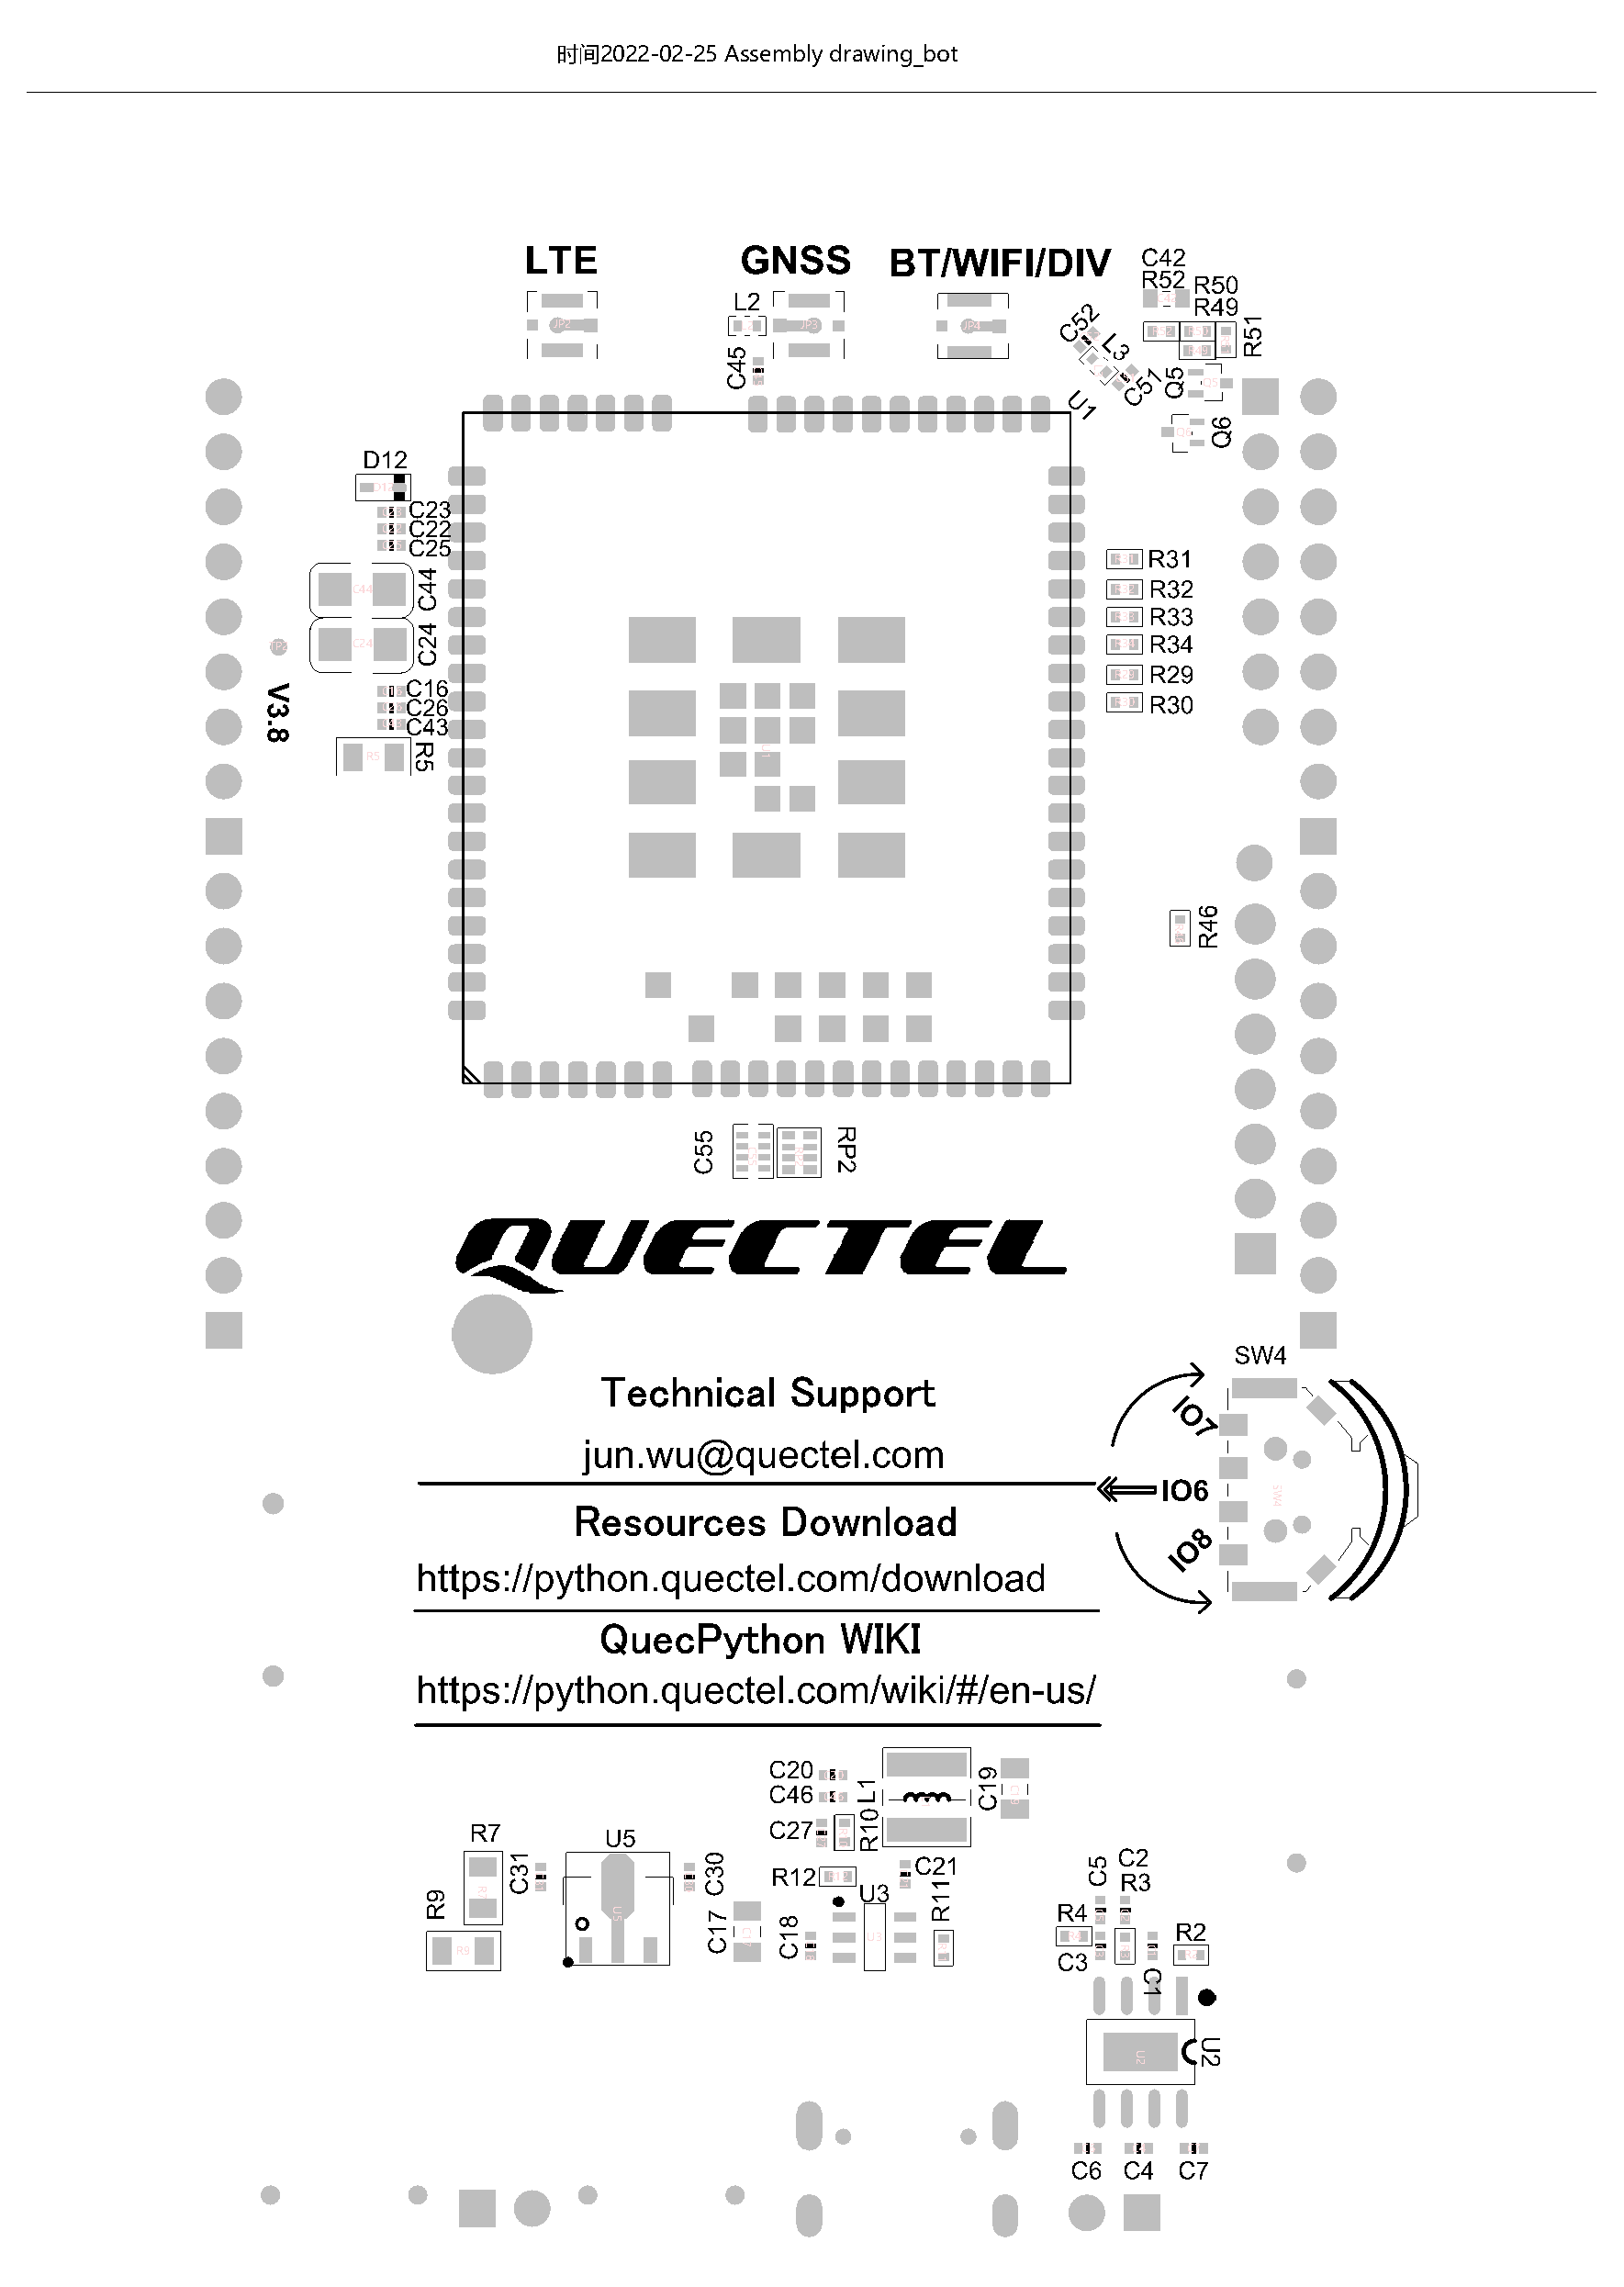 时间2022-02-25 Assembly drawing_bot
LTE
GNSS
BT/WIFI/DIV
C42
R52
R50
R49
R51
L2
C45
C52
L3
C51
Q5
Q6
U1
JP2
JP3
JP4
D12
C23
C22
C25
C44
C24
V3.8
C16
C26
C43
R5
R31
R32
R33
R34
R29
R30
R46
C55
RP2
QUECTEL
SW4
Technical Support
jun.wu@quectel.com
IO7
IO6
IO8
Resources Download
https://python.quectel.com/download
QuecPython WIKI
https://python.quectel.com/wiki/#/en-us/
C20
C46
L1
C19
C27
R10
R7
C31
U5
C30
R12
C21
U3
R11
R9
C17
C18
C5
C2
R3
R4
C3
R2
C1
U2
C6
C4
C7